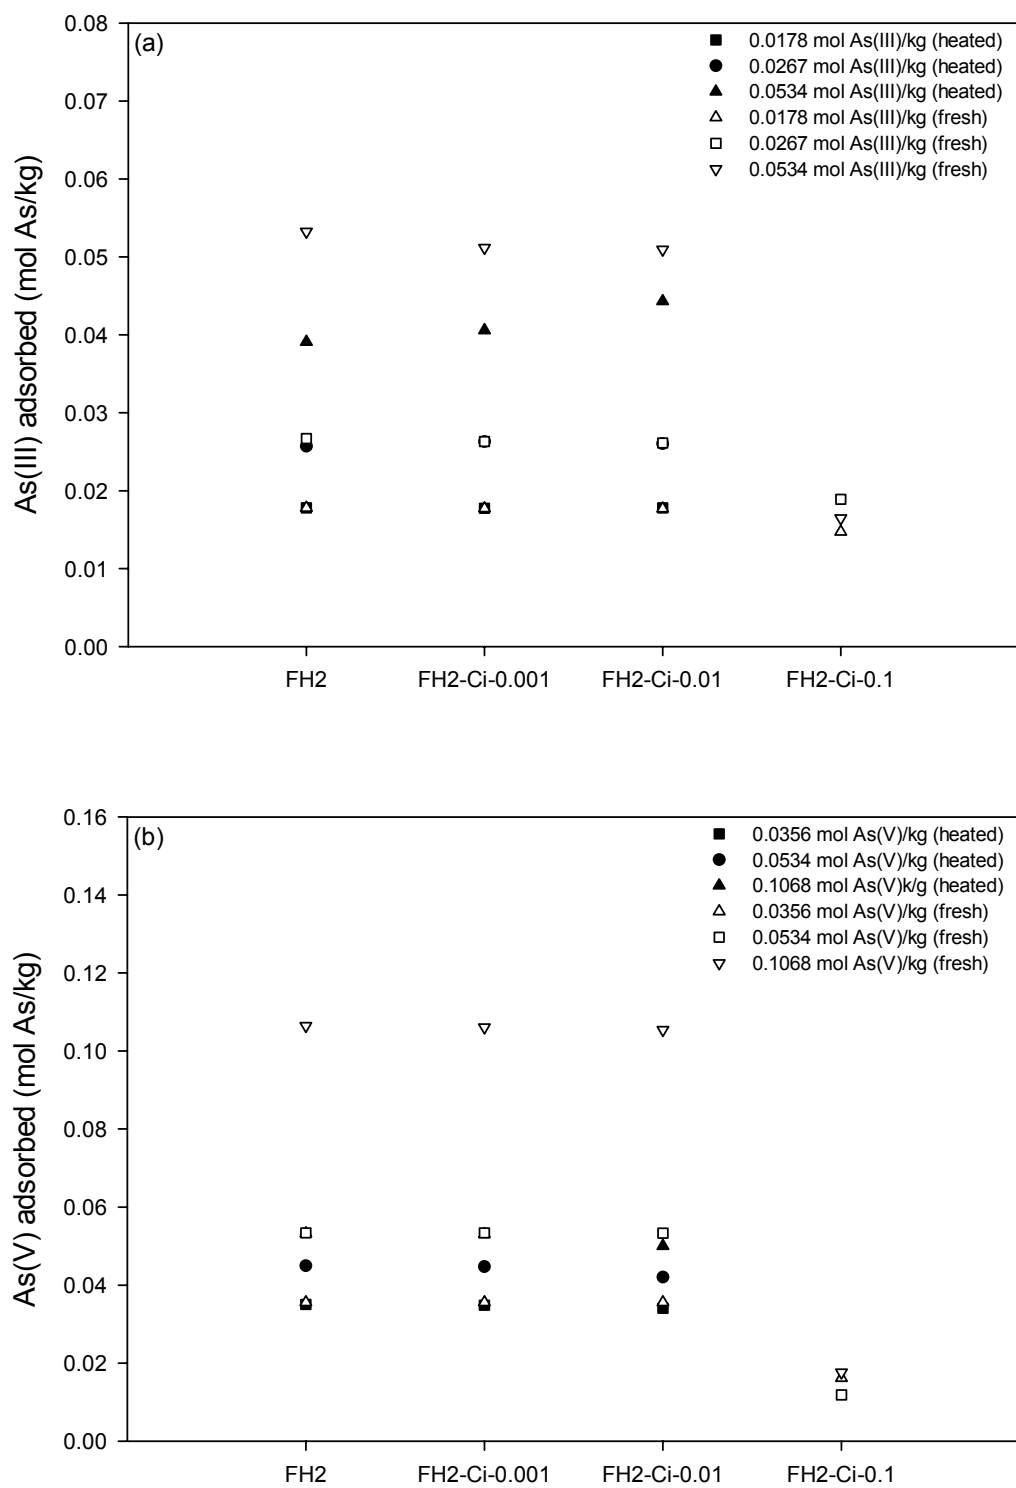 (a)
0.0178 mol As(III)/kg (heated)
0.0267 mol As(III)/kg (heated)
0.0534 mol As(III)/kg (heated)
0.0178 mol As(III)/kg (fresh)
0.0267 mol As(III)/kg (fresh)
0.0534 mol As(III)/kg (fresh)
As(III) adsorbed (mol As/kg)
0.08
0.07
0.06
0.05
0.04
0.03
0.02
0.01
0.00
FH2 FH2-Ci-0.001 FH2-Ci-0.01 FH2-Ci-0.1
(b)
0.0356 mol As(V)/kg (heated)
0.0534 mol As(V)/kg (heated)
0.1068 mol As(V)k/g (heated)
0.0356 mol As(V)/kg (fresh)
0.0534 mol As(V)/kg (fresh)
0.1068 mol As(V)/kg (fresh)
As(V) adsorbed (mol As/kg)
0.16
0.14
0.12
0.10
0.08
0.06
0.04
0.02
0.00
FH2 FH2-Ci-0.001 FH2-Ci-0.01 FH2-Ci-0.1